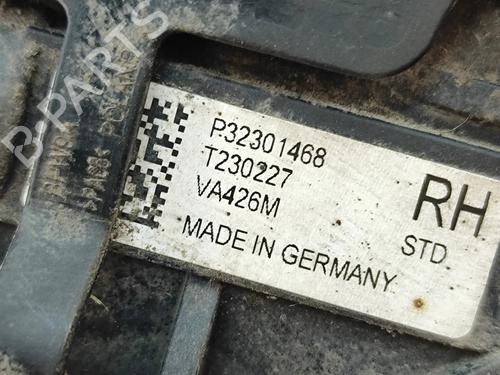 P32301468
T230227
VA426M
MADE IN GERMANY
RH
STD
B-PARTS